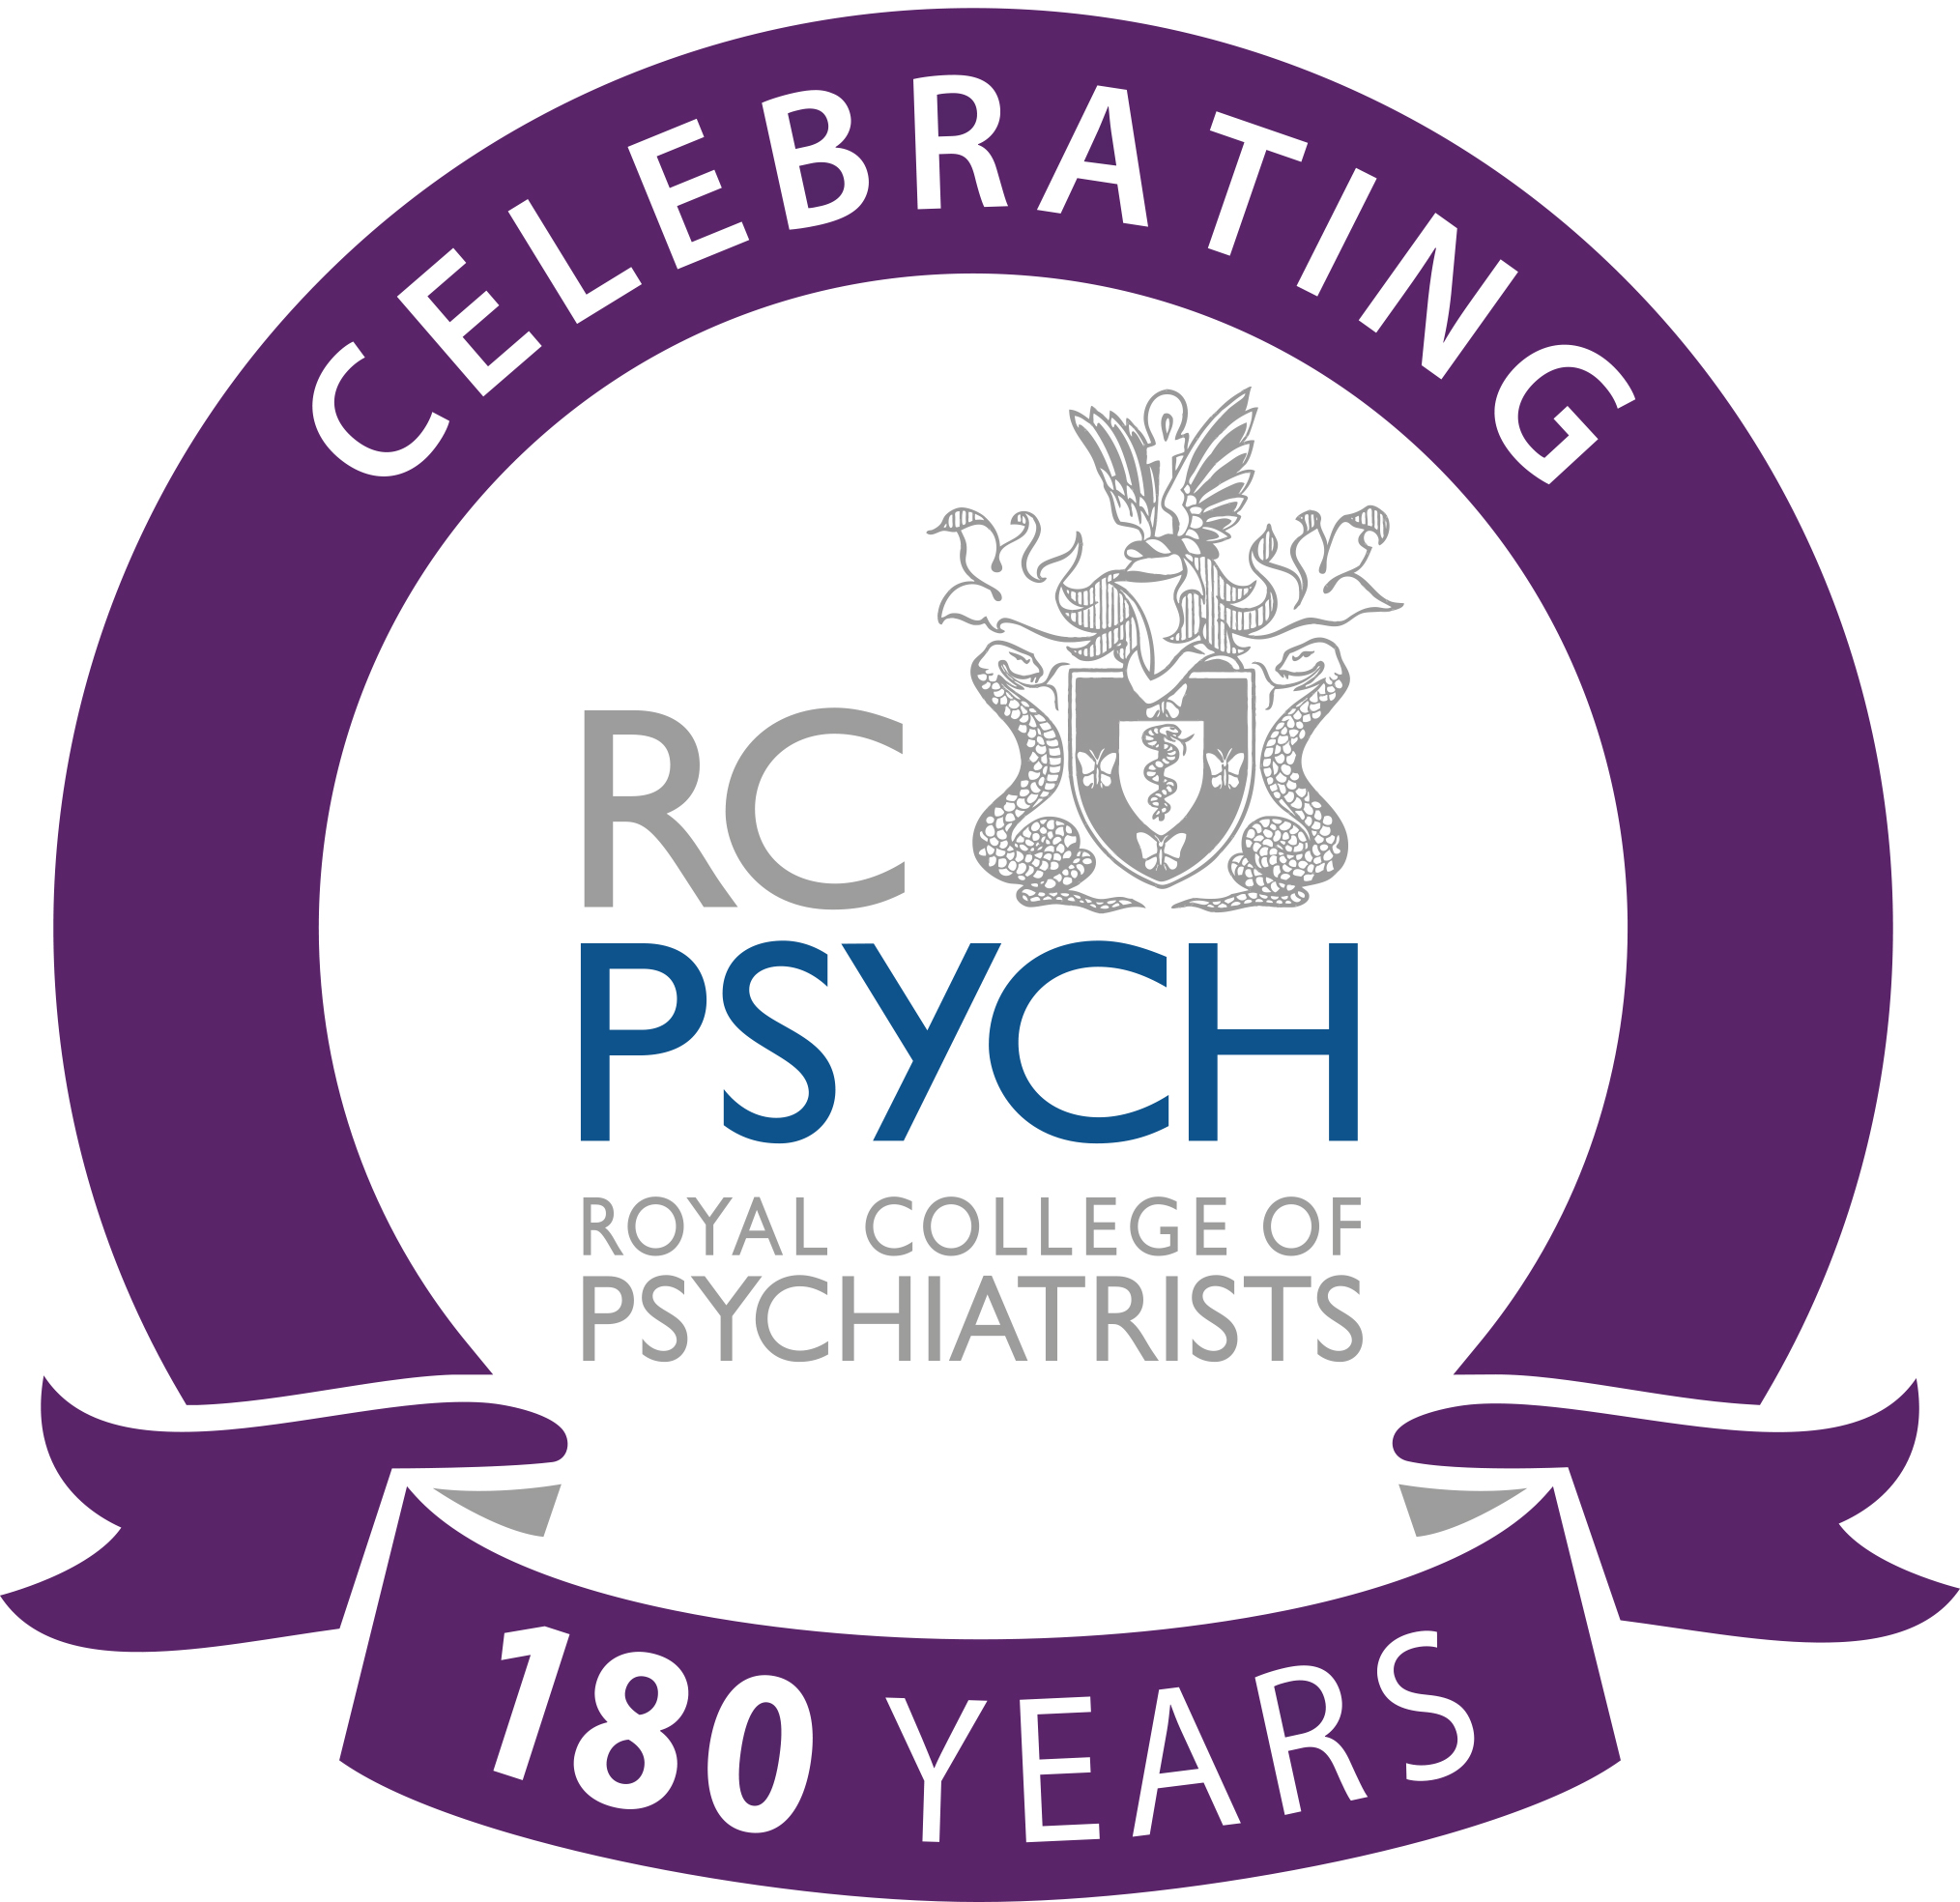 CELEBRATING
RC
PSYCH
ROYAL COLLEGE OF
PSYCHIATRISTS
180 YEARS